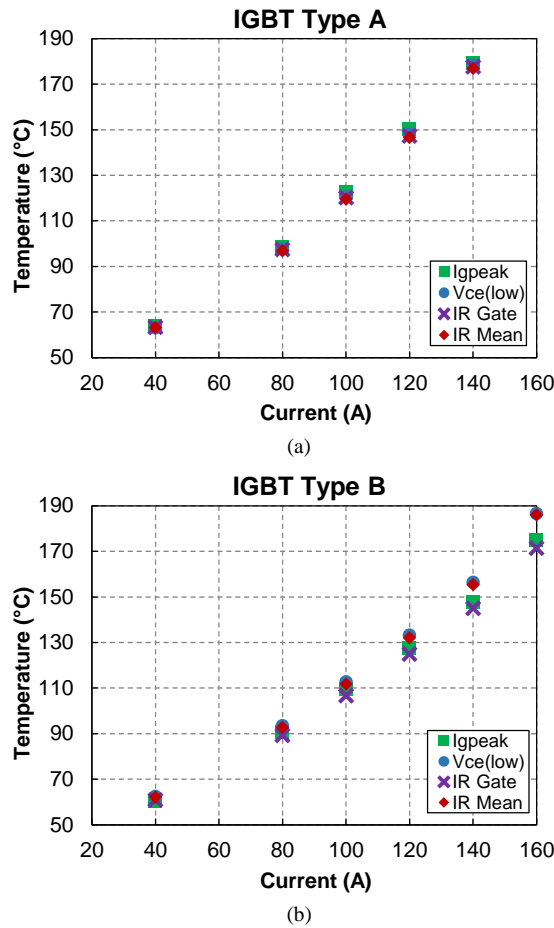 IGBT Type A
190
170
150
130
110
90
70
50
Temperature (°C)
Igpeak
Vce(low)
IR Gate
IR Mean
20 40 60 80 100 120 140 160
Current (A)
(a)
IGBT Type B
190
170
150
130
110
90
70
50
Temperature (°C)
Igpeak
Vce(low)
IR Gate
IR Mean
20 40 60 80 100 120 140 160
Current (A)
(b)